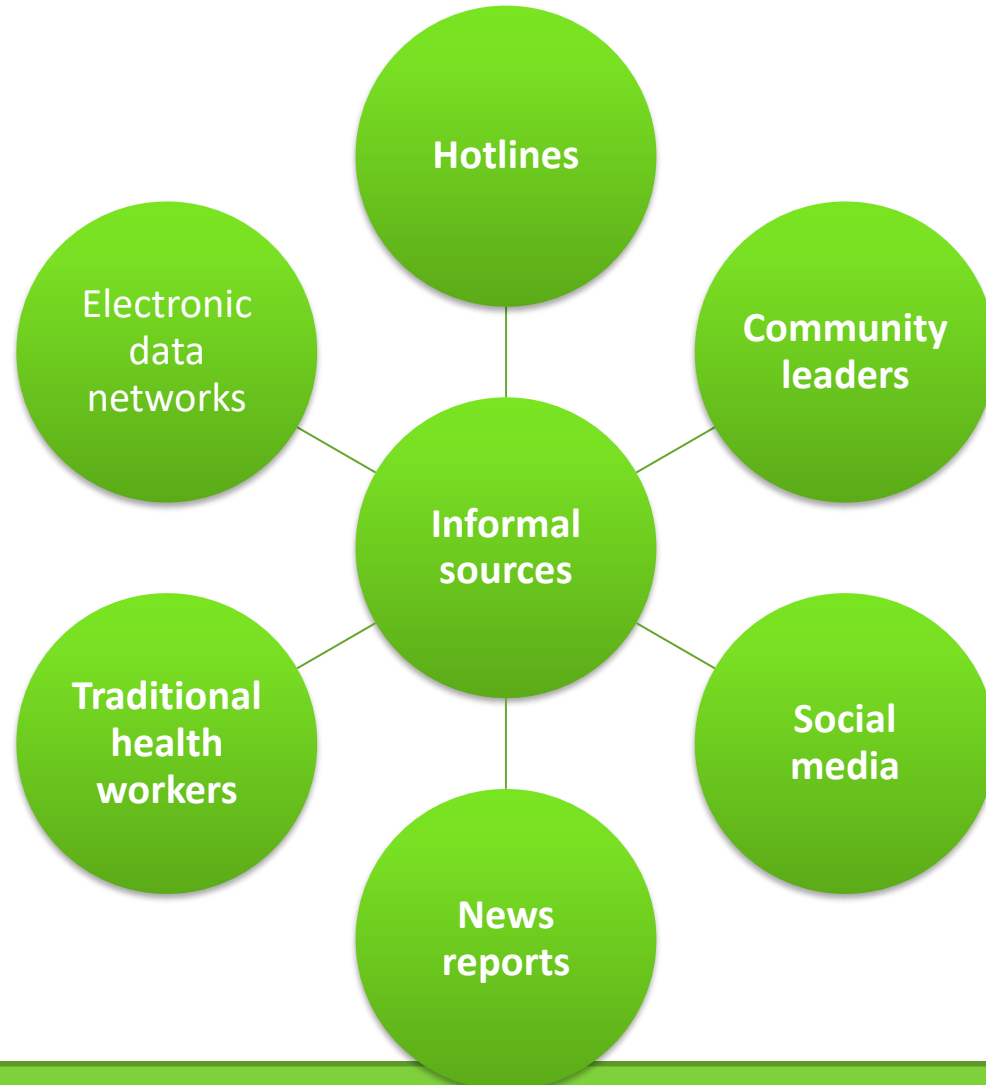 Hotlines
Electronic
data
networks
Community
leaders
Informal
sources
Traditional
health
workers
Social
media
News
reports